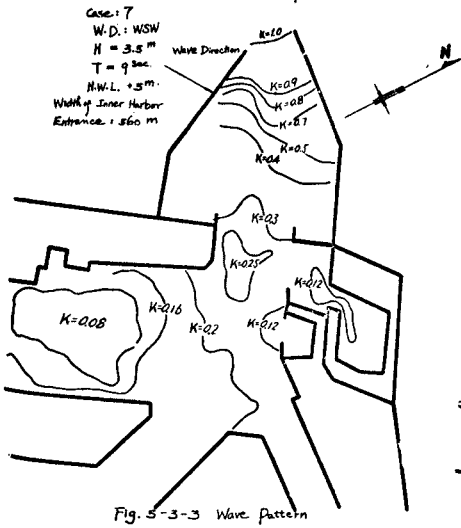 Case: 7
W.D.: WSW
H = 3.5 m
T = 9 Sec.
H.W.L. +5 m.
Width of Inner Harbor
Entrance: 560 m
Wave Direction
N
K=1.0
K=0.9
K=0.8
K=0.7
K=0.5
K=0.4
K=0.3
K=0.25
K=0.12
K=0.16
K=0.2
K=0.12
K=0.08
Fig. 5-3-3 Wave Pattern